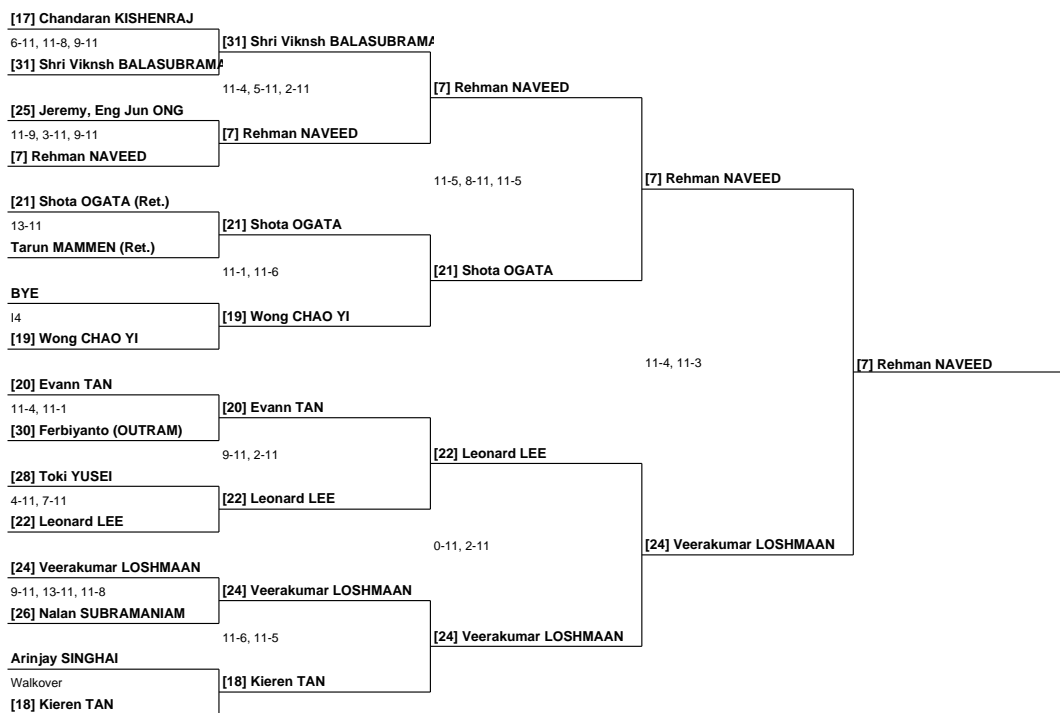 [17] Chandaran KISHENRAJ
6-11, 11-8, 9-11
[31] Shri Viknsh BALASUBRAMA
[31] Shri Viknsh BALASUBRAMA
11-4, 5-11, 2-11
[7] Rehman NAVEED
[25] Jeremy, Eng Jun ONG
11-9, 3-11, 9-11
[7] Rehman NAVEED
[7] Rehman NAVEED
11-5, 8-11, 11-5
[7] Rehman NAVEED
[21] Shota OGATA (Ret.)
13-11
[21] Shota OGATA
Tarun MAMMEN (Ret.)
11-1, 11-6
[21] Shota OGATA
BYE
I4
[19] Wong CHAO YI
[19] Wong CHAO YI
11-4, 11-3
[7] Rehman NAVEED
[20] Evann TAN
11-4, 11-1
[20] Evann TAN
[30] Ferbiyanto (OUTRAM)
9-11, 2-11
[22] Leonard LEE
[28] Toki YUSEI
4-11, 7-11
[22] Leonard LEE
[22] Leonard LEE
0-11, 2-11
[24] Veerakumar LOSHMAAN
[24] Veerakumar LOSHMAAN
9-11, 13-11, 11-8
[24] Veerakumar LOSHMAAN
[26] Nalan SUBRAMANIAM
11-6, 11-5
[24] Veerakumar LOSHMAAN
Arinjay SINGHAI
Walkover
[18] Kieren TAN
[18] Kieren TAN